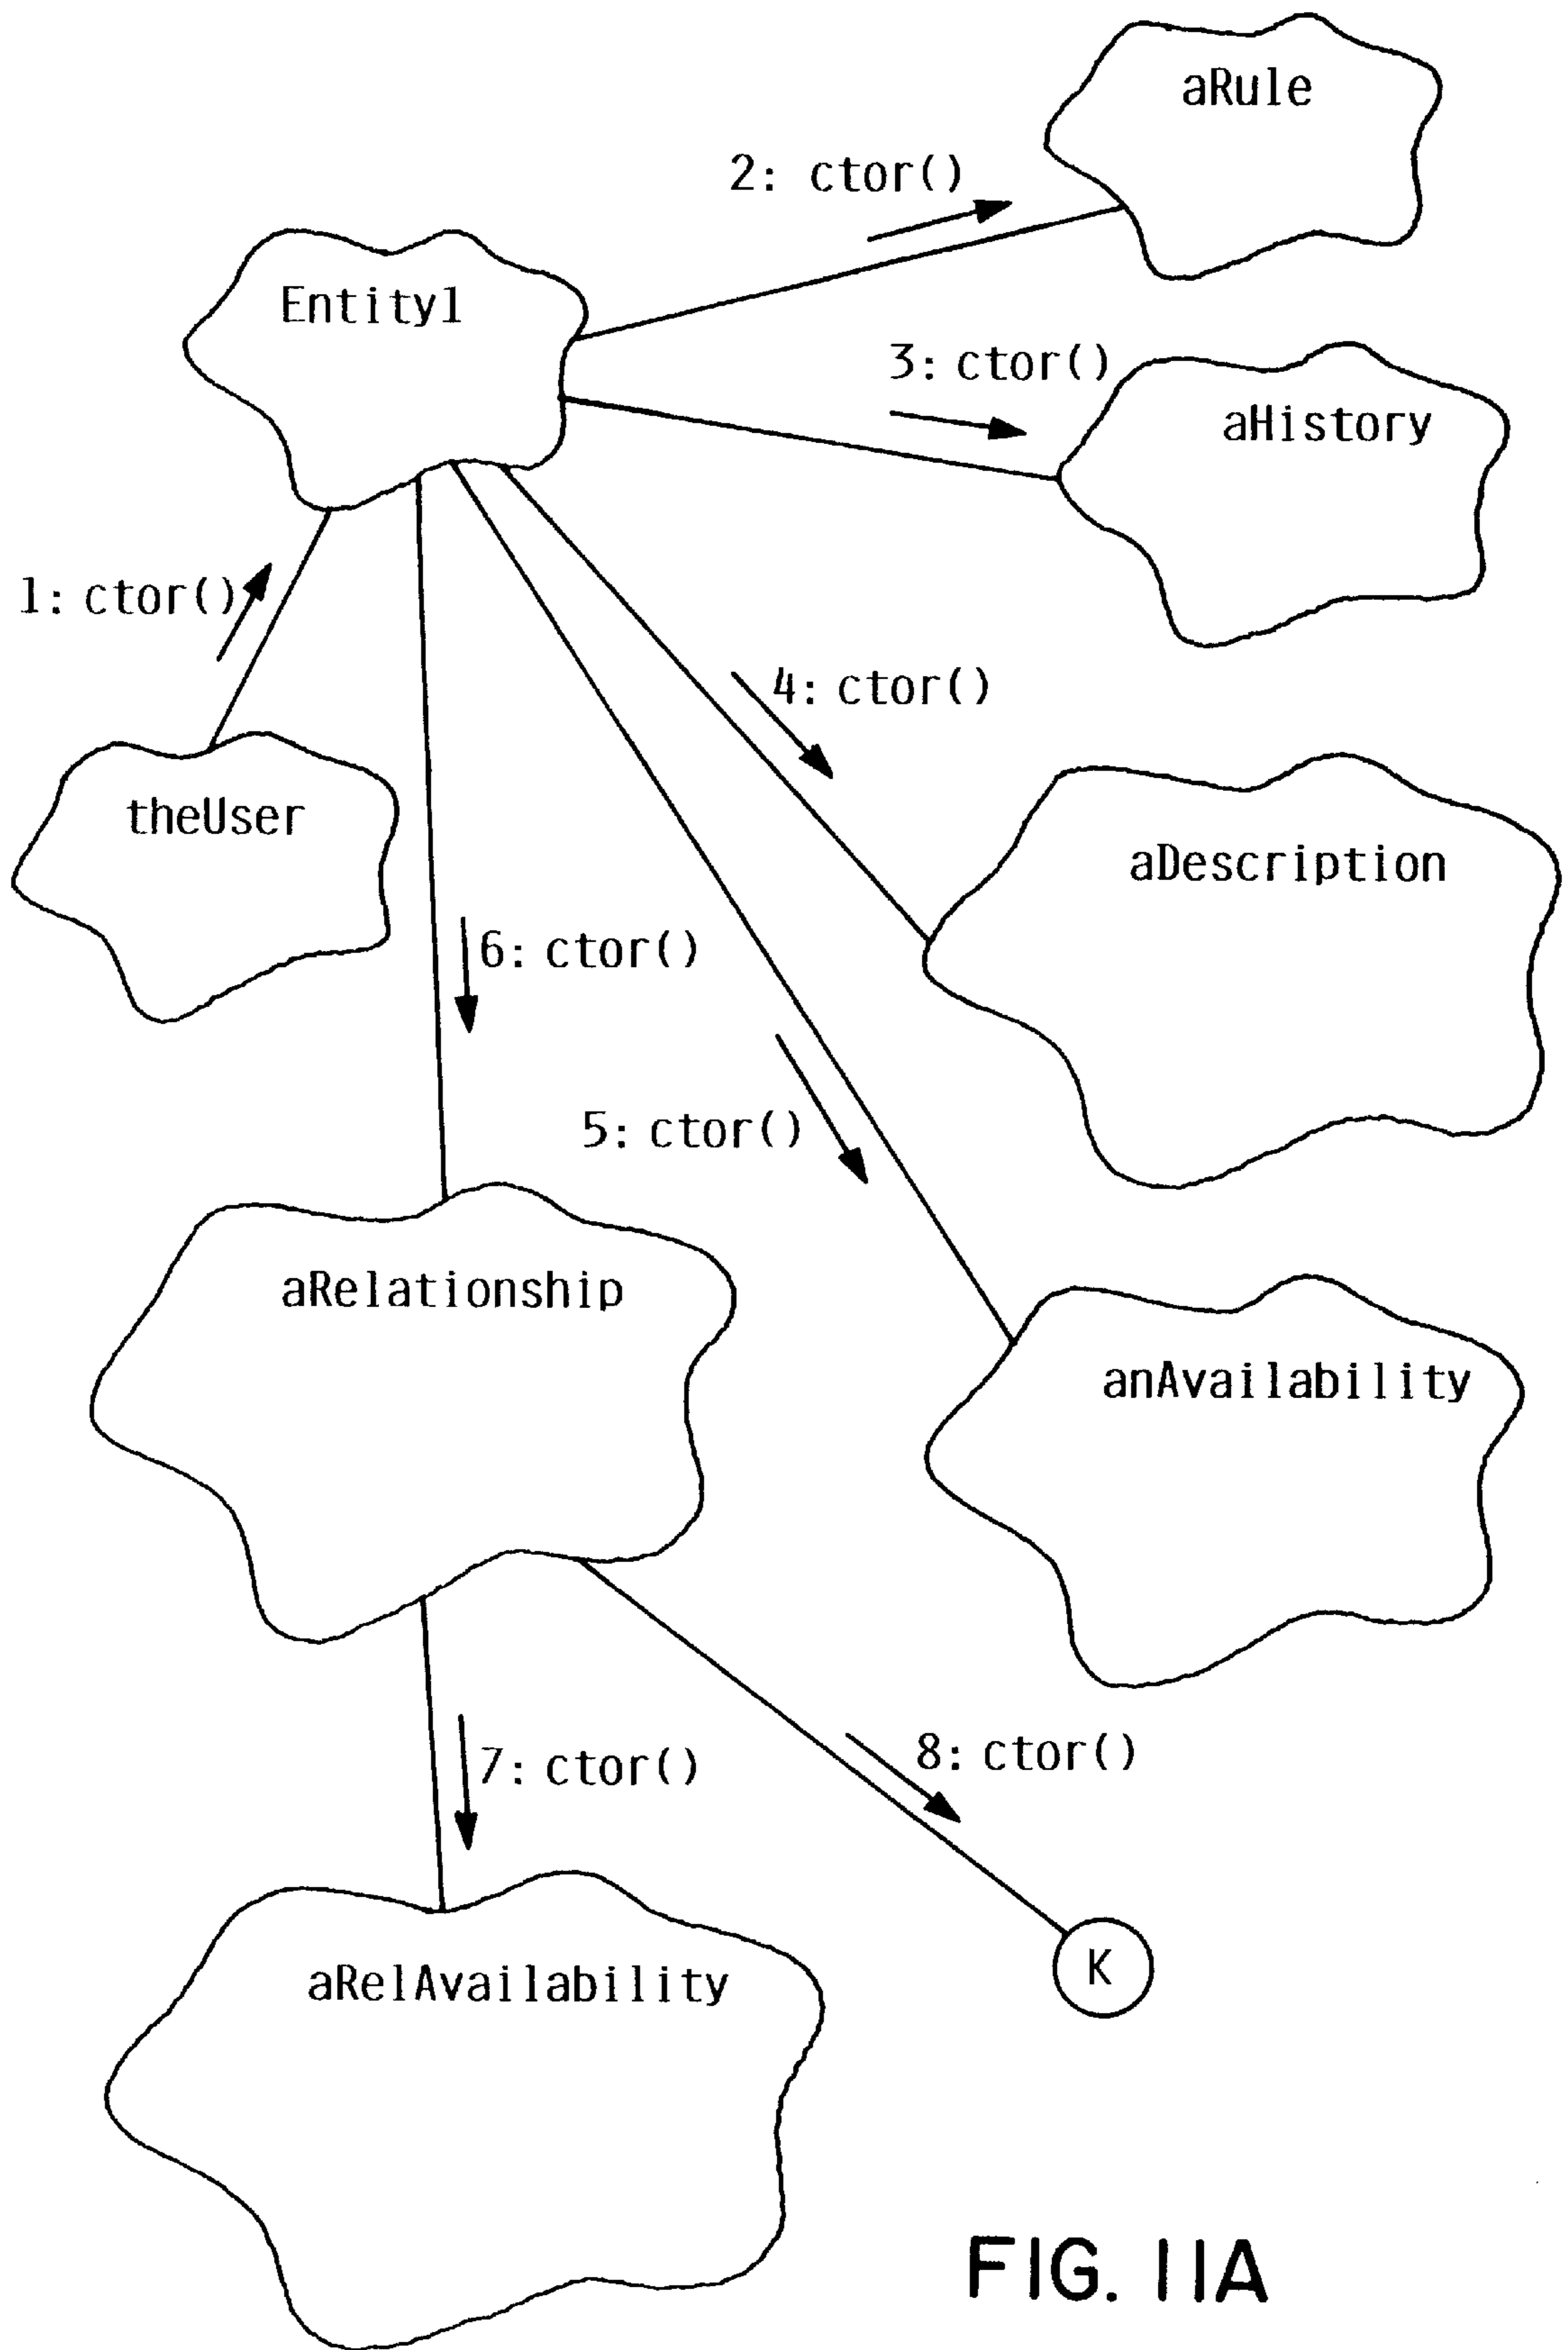 aRule
2: ctor()
Entity1
3: ctor()
aHistory
1: ctor()
4: ctor()
theUser
aDescription
6: ctor()
5: ctor()
aRelationship
anAvailability
7: ctor()
8: ctor()
K
aRelAvailability
FIG. 11A